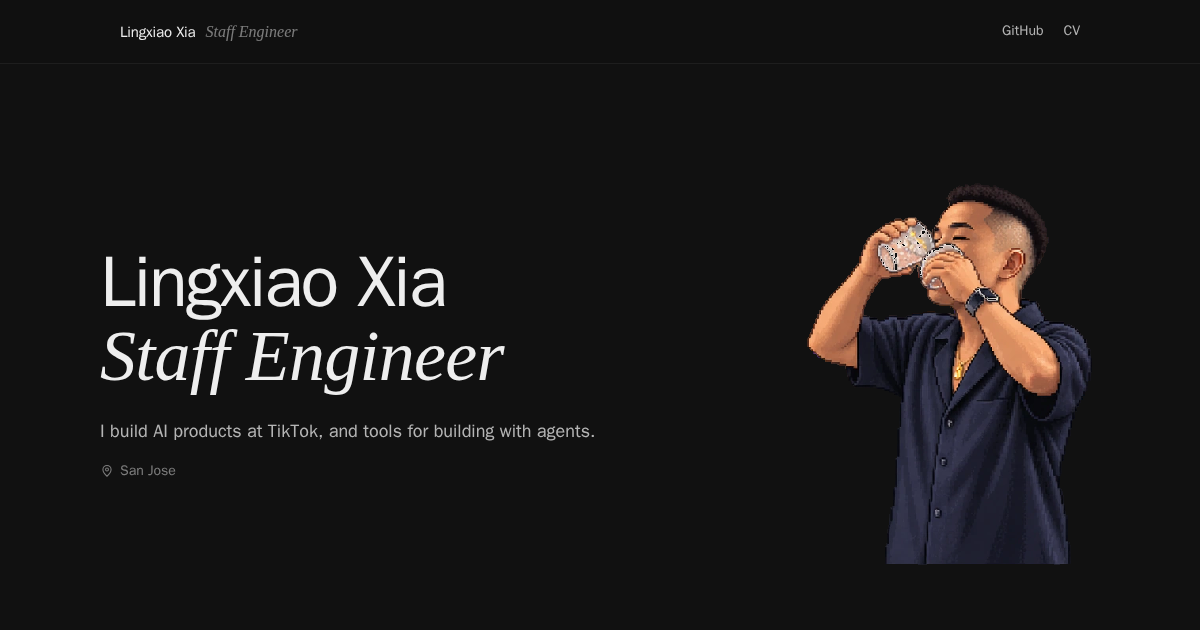 Lingxiao Xia Staff Engineer
GitHub CV
Lingxiao Xia
Staff Engineer
I build AI products at TikTok, and tools for building with agents.
San Jose